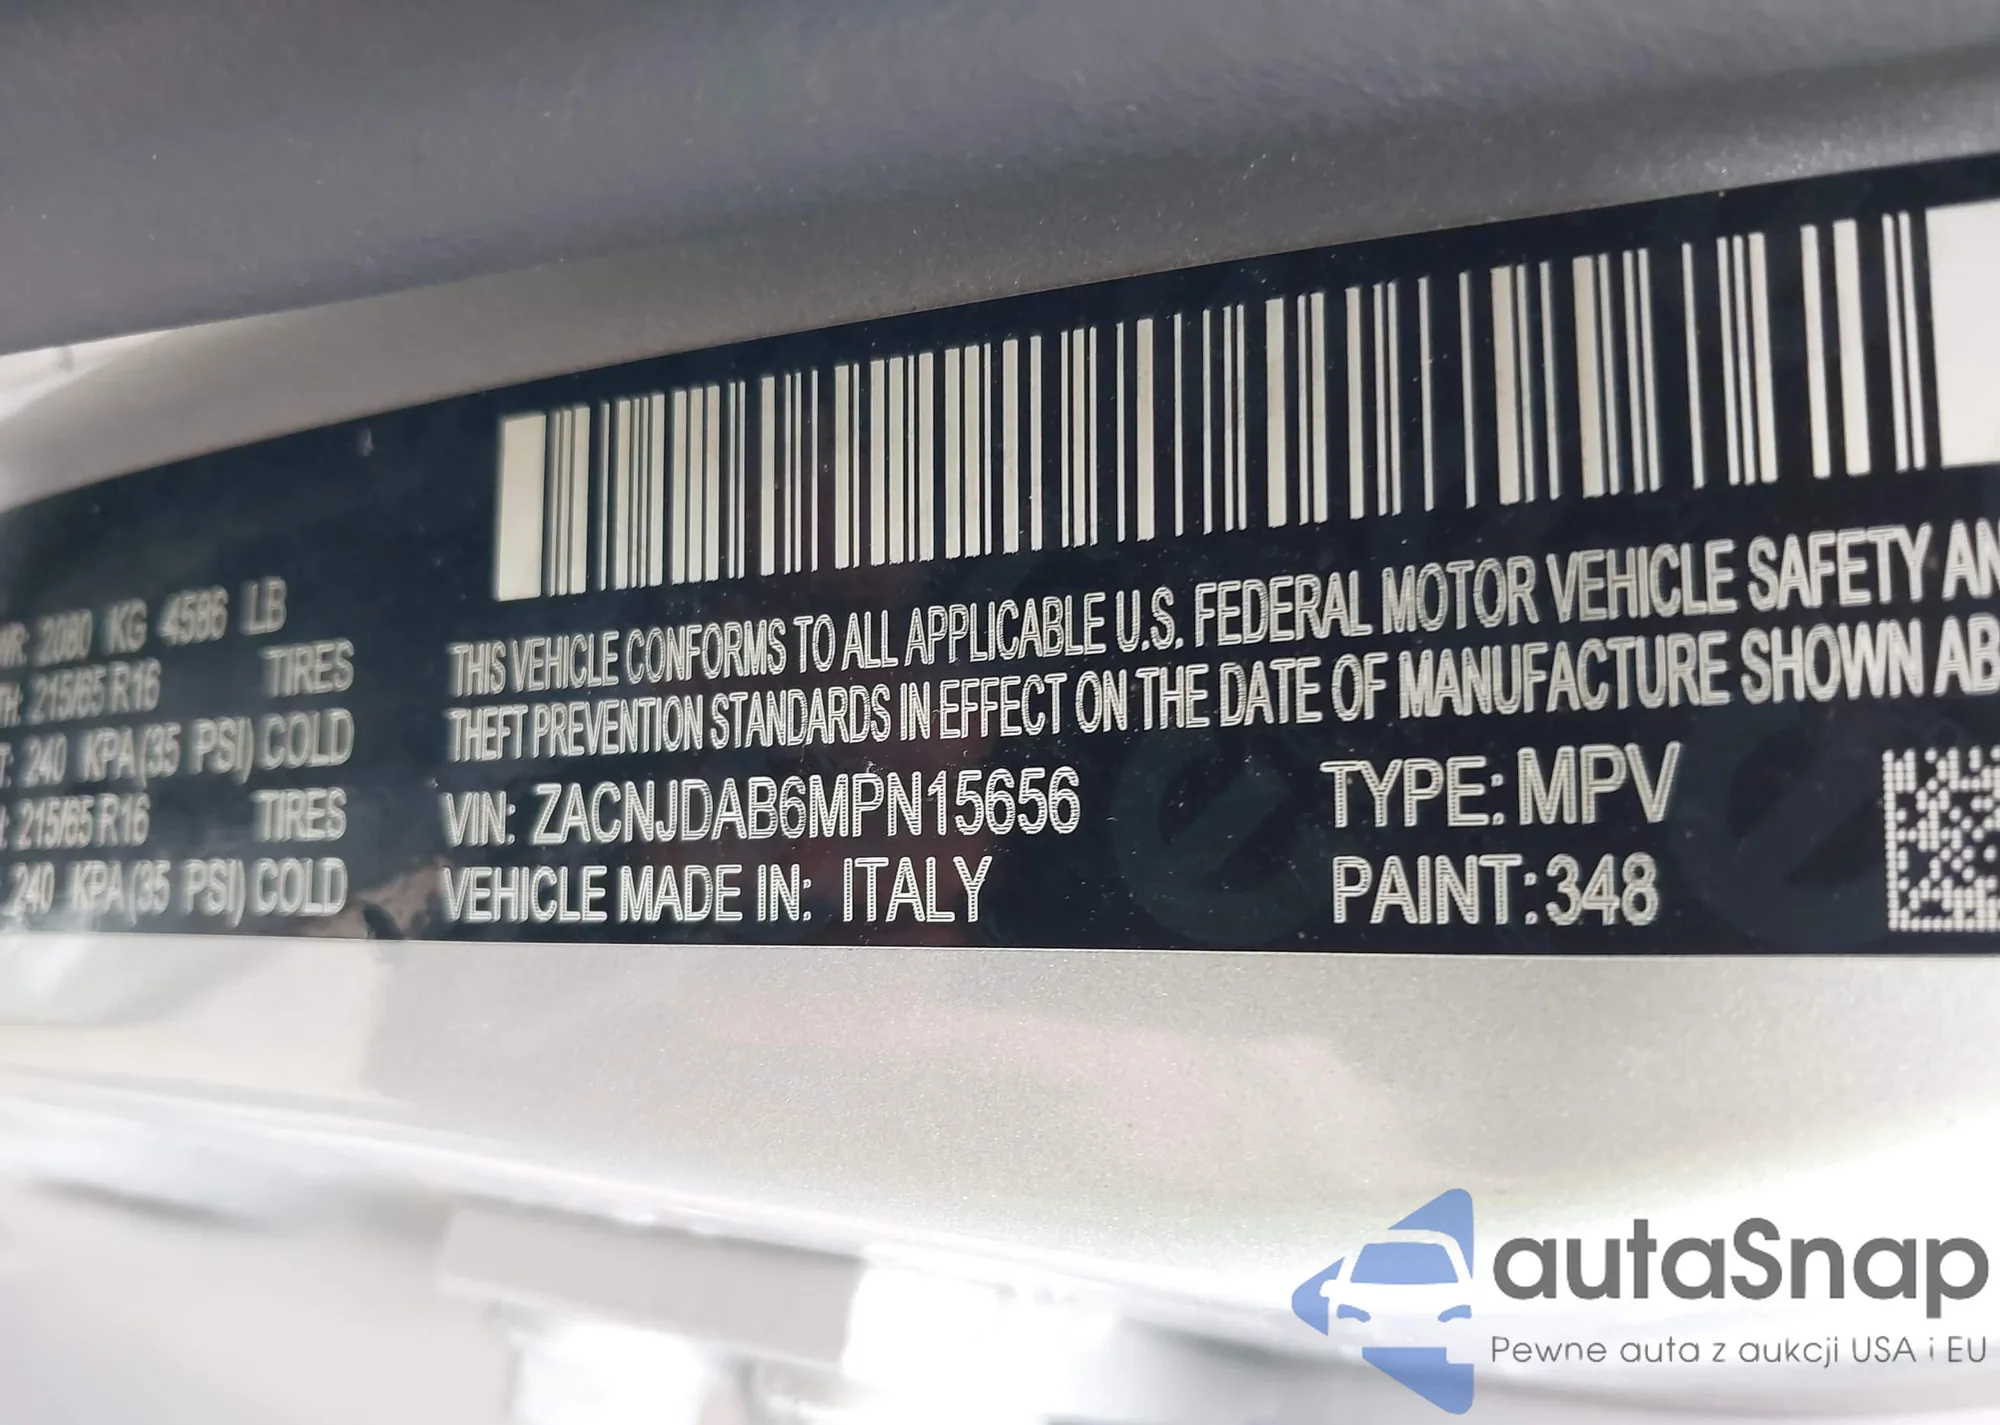 WR: 2080 KG 4586 LB
TH: 215/65 R16 TIRES
T: 240 KPA(35 PSI) COLD
: 215/65 R16 TIRES
240 KPA(35 PSI) COLD
THIS VEHICLE CONFORMS TO ALL APPLICABLE U.S. FEDERAL MOTOR VEHICLE SAFETY AN
THEFT PREVENTION STANDARDS IN EFFECT ON THE DATE OF MANUFACTURE SHOWN AB
VIN: ZACNJDAB6MPN15656 TYPE: MPV
VEHICLE MADE IN: ITALY PAINT: 348
autaSnap
Pewne auta z aukcji USA i EU